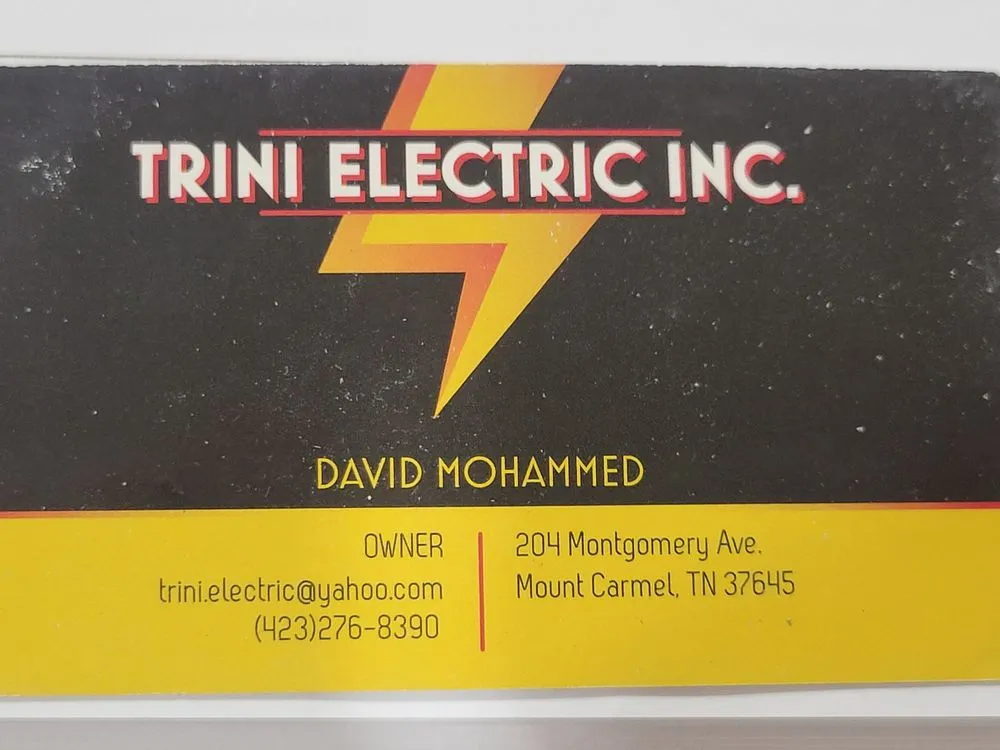 TRINI ELECTRIC INC.
DAVID MOHAMMED
OWNER
trini.electric@yahoo.com
(423)276-8390
204 Montgomery Ave.
Mount Carmel, TN 37645